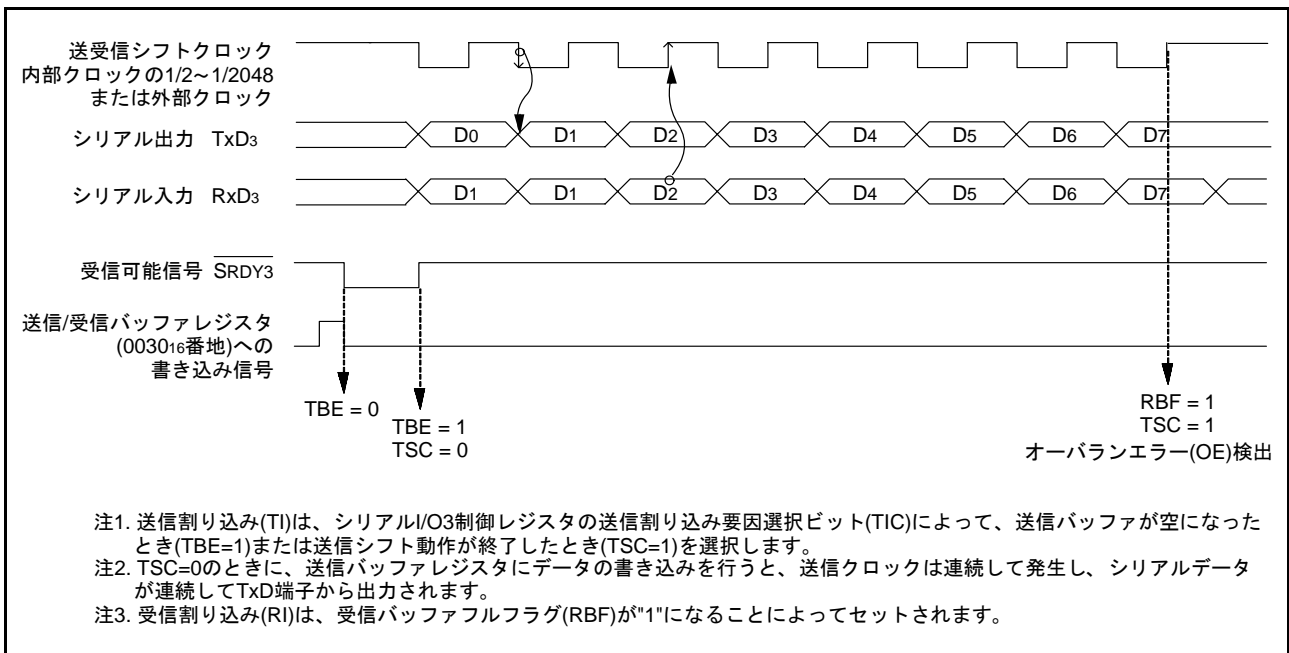 送受信シフトクロック
内部クロックの1/2~1/2048
または外部クロック
シリアル出力 TxD3
D0 D1 D2 D3 D4 D5 D6 D7
シリアル入力 RxD3
D1 D1 D2 D3 D4 D5 D6 D7
受信可能信号 SRDY3
送信/受信バッファレジスタ
(003016番地)への
書き込み信号
TBE = 0
TBE = 1
TSC = 0
RBF = 1
TSC = 1
オーバランエラー(OE)検出
注1. 送信割り込み(TI)は、シリアルI/O3制御レジスタの送信割り込み要因選択ビット(TIC)によって、送信バッファが空になった
とき(TBE=1)または送信シフト動作が終了したとき(TSC=1)を選択します。
注2. TSC=0のときに、送信バッファレジスタにデータの書き込みを行うと、送信クロックは連続して発生し、シリアルデータ
が連続してTxD端子から出力されます。
注3. 受信割り込み(RI)は、受信バッファフルフラグ(RBF)が"1"になることによってセットされます。